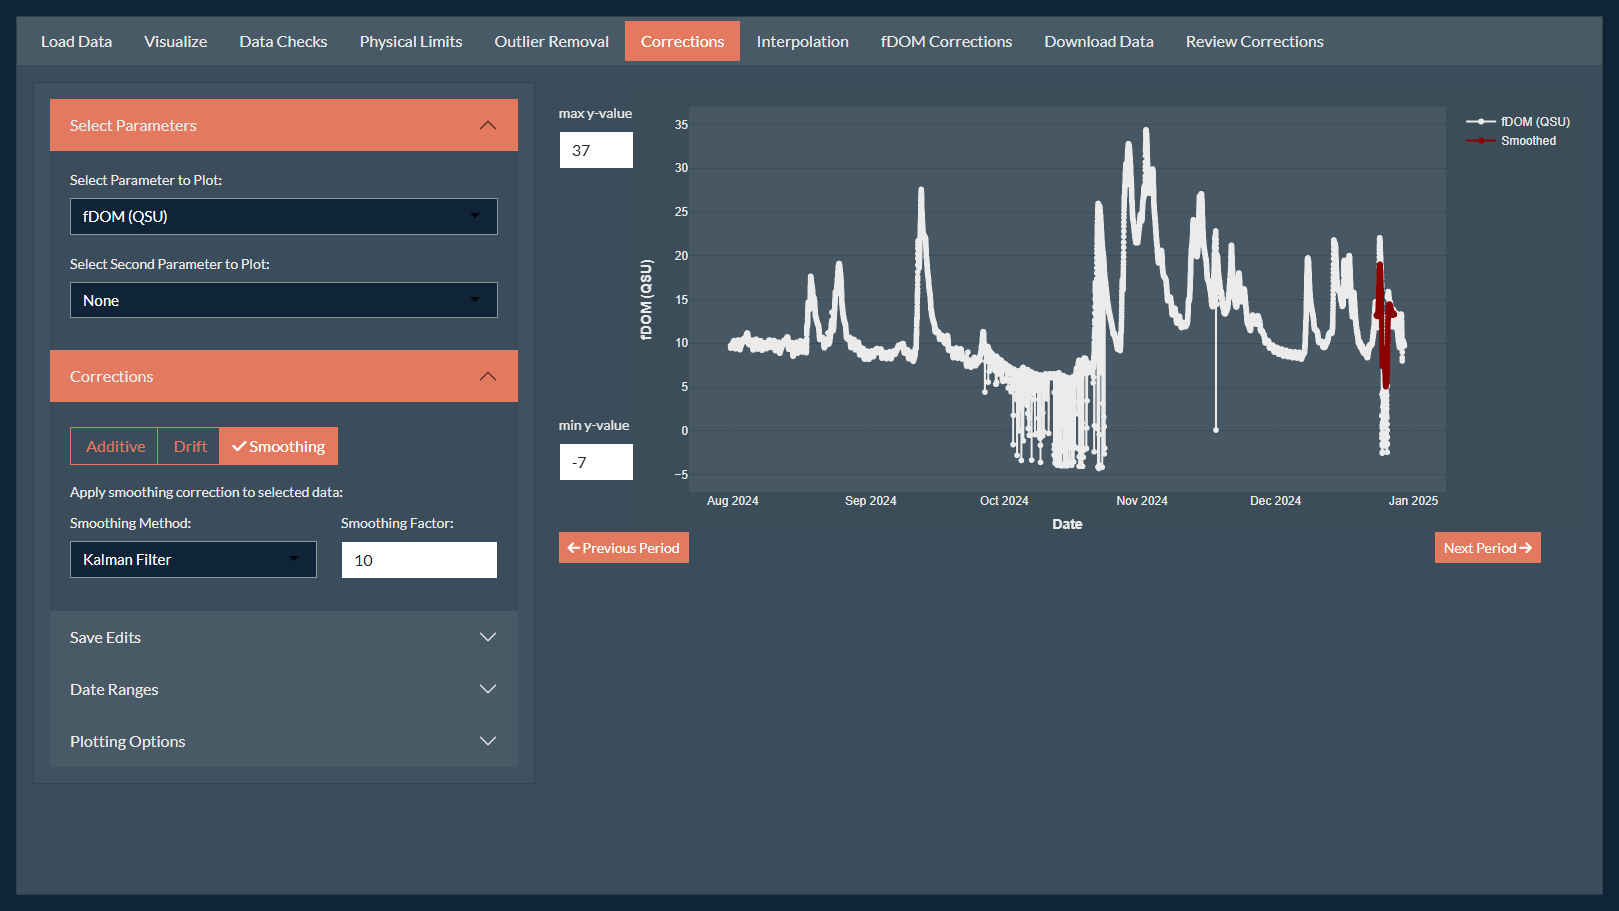 Load Data Visualize Data Checks Physical Limits Outlier Removal Corrections Interpolation fDOM Corrections Download Data Review Corrections
Select Parameters
Select Parameter to Plot:
fDOM (QSU)
Select Second Parameter to Plot:
None
Corrections
Additive Drift Smoothing
Apply smoothing correction to selected data:
Smoothing Method: Smoothing Factor:
Kalman Filter 10
Save Edits
Date Ranges
Plotting Options
max y-value
37
min y-value
-7
fDOM (QSU)
35
30
25
20
15
10
5
0
−5
Aug 2024 Sep 2024 Oct 2024 Nov 2024 Dec 2024 Jan 2025
Date
fDOM (QSU)
Smoothed
Previous Period Next Period